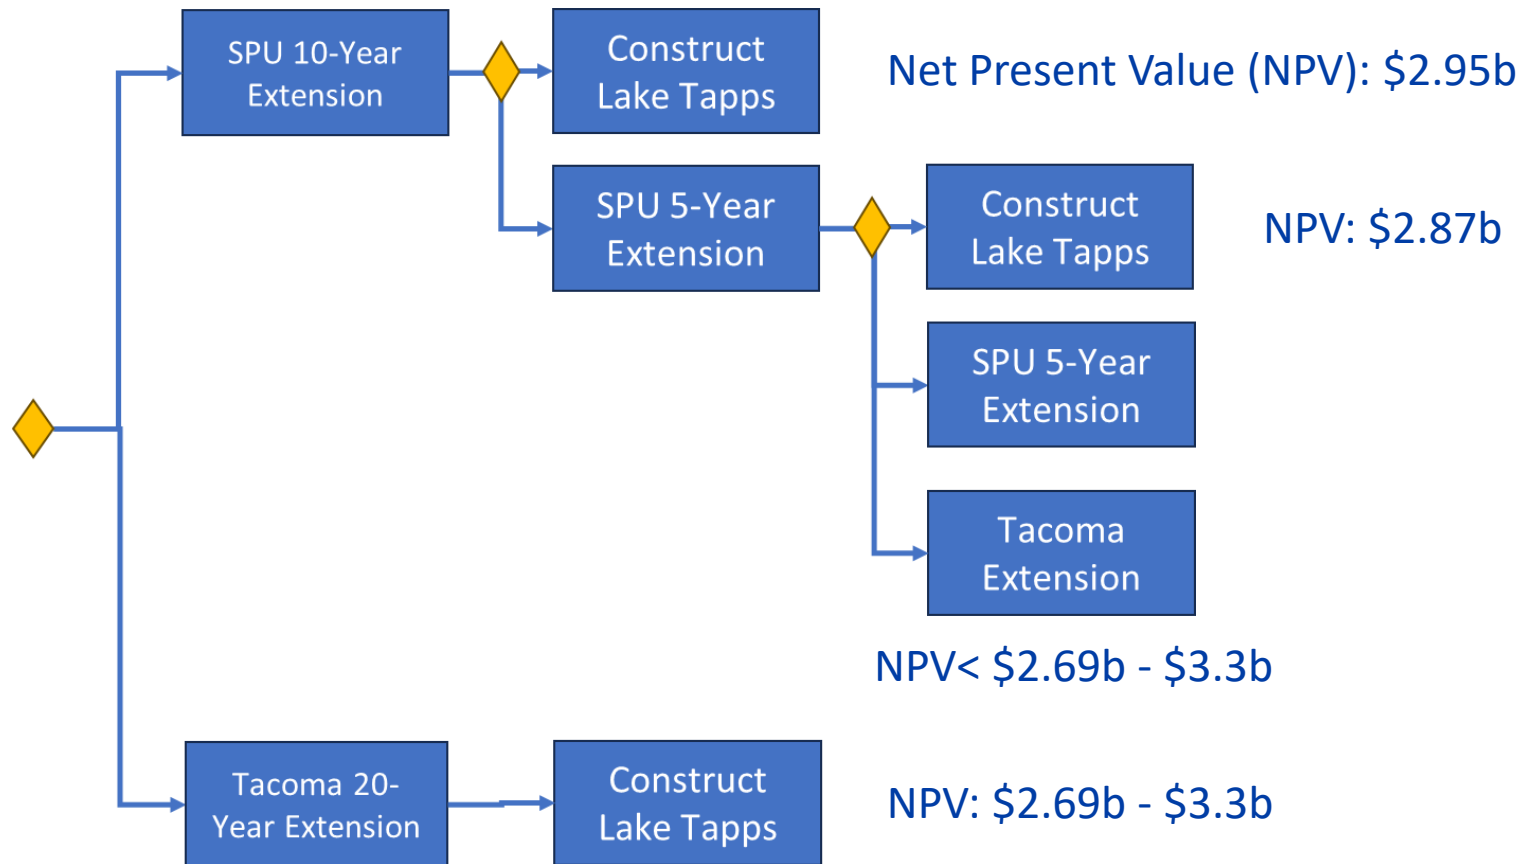 SPU 10-Year
Extension
Construct
Lake Tapps
Net Present Value (NPV): $2.95b
SPU 5-Year
Extension
Construct
Lake Tapps
NPV: $2.87b
SPU 5-Year
Extension
Tacoma
Extension
NPV< $2.69b - $3.3b
Tacoma 20-
Year Extension
Construct
Lake Tapps
NPV: $2.69b - $3.3b